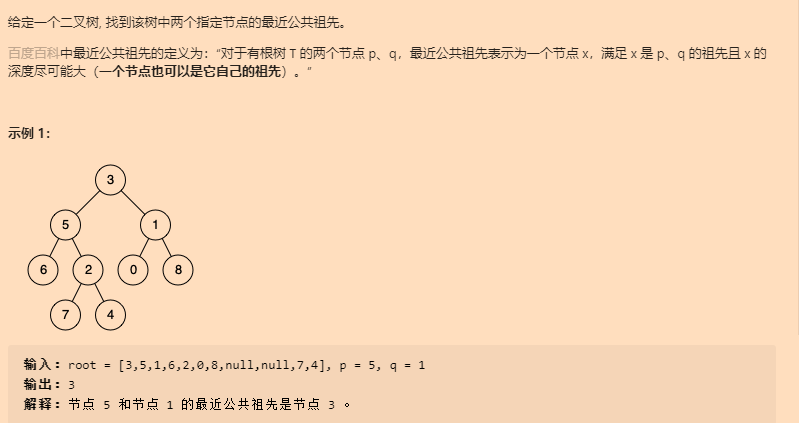 给定一个二叉树, 找到该树中两个指定节点的最近公共祖先。
百度百科中最近公共祖先的定义为：“对于有根树 T 的两个节点 p、q，最近公共祖先表示为一个节点 x，满足 x 是 p、q 的祖先且 x 的
深度尽可能大（一个节点也可以是它自己的祖先）。”
示例 1：
3
5 1
6 2 0 8
7 4
输入：root = [3,5,1,6,2,0,8,null,null,7,4], p = 5, q = 1
输出：3
解释：节点 5 和节点 1 的最近公共祖先是节点 3 。